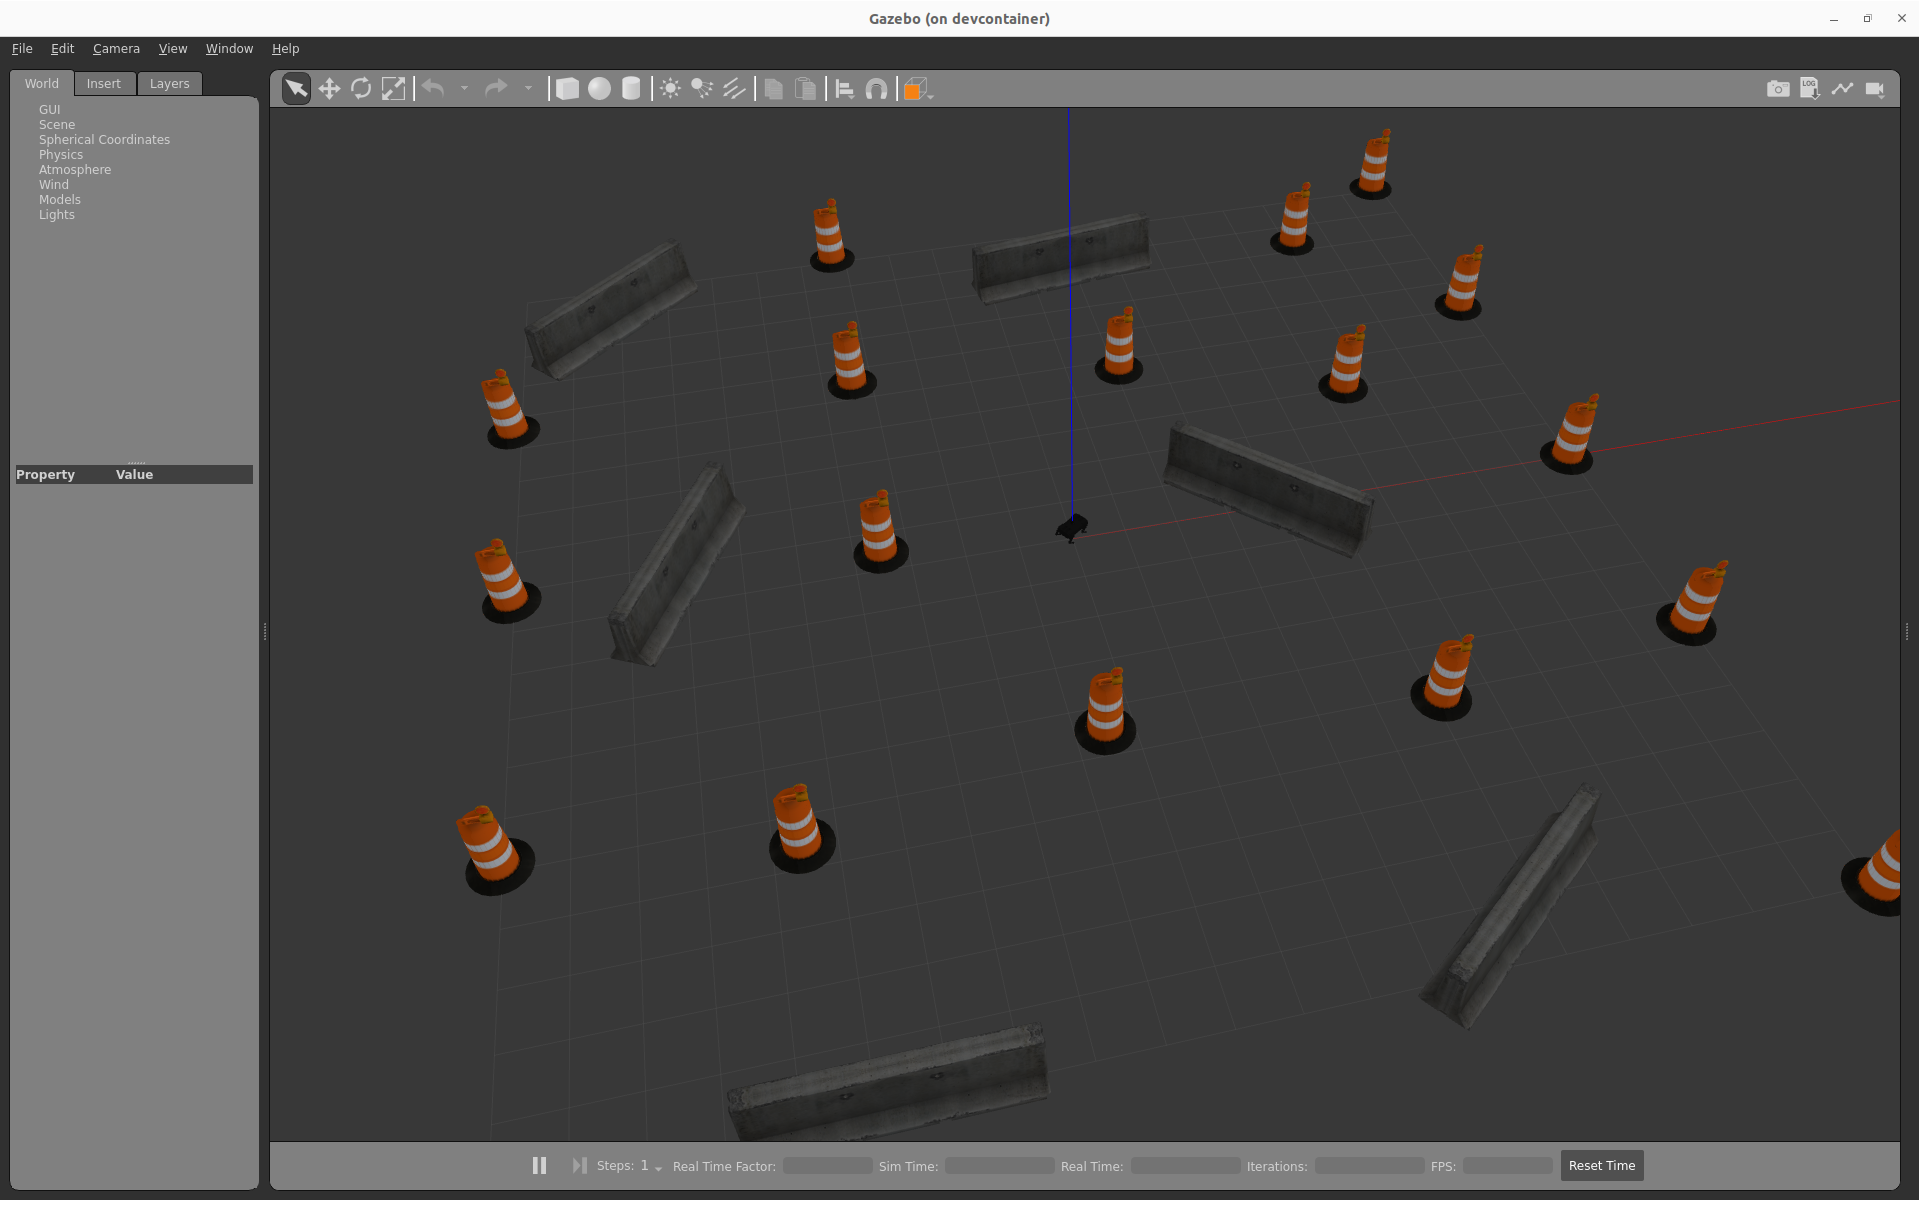 Gazebo (on devcontainer)
File Edit Camera View Window Help
World Insert Layers
LOG
GUI
Scene
Spherical Coordinates
Physics
Atmosphere
Wind
Models
Lights
Property Value
Steps: 1 Real Time Factor: Sim Time: Real Time: Iterations: FPS: Reset Time